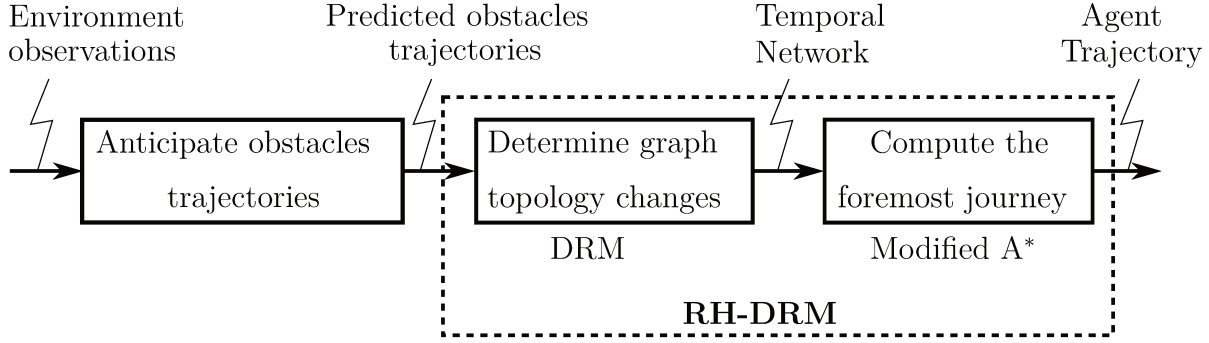 Environment
observations
Predicted obstacles
trajectories
Temporal
Network
Agent
Trajectory
Anticipate obstacles
trajectories
Determine graph
topology changes
Compute the
foremost journey
DRM
Modified A*
RH-DRM